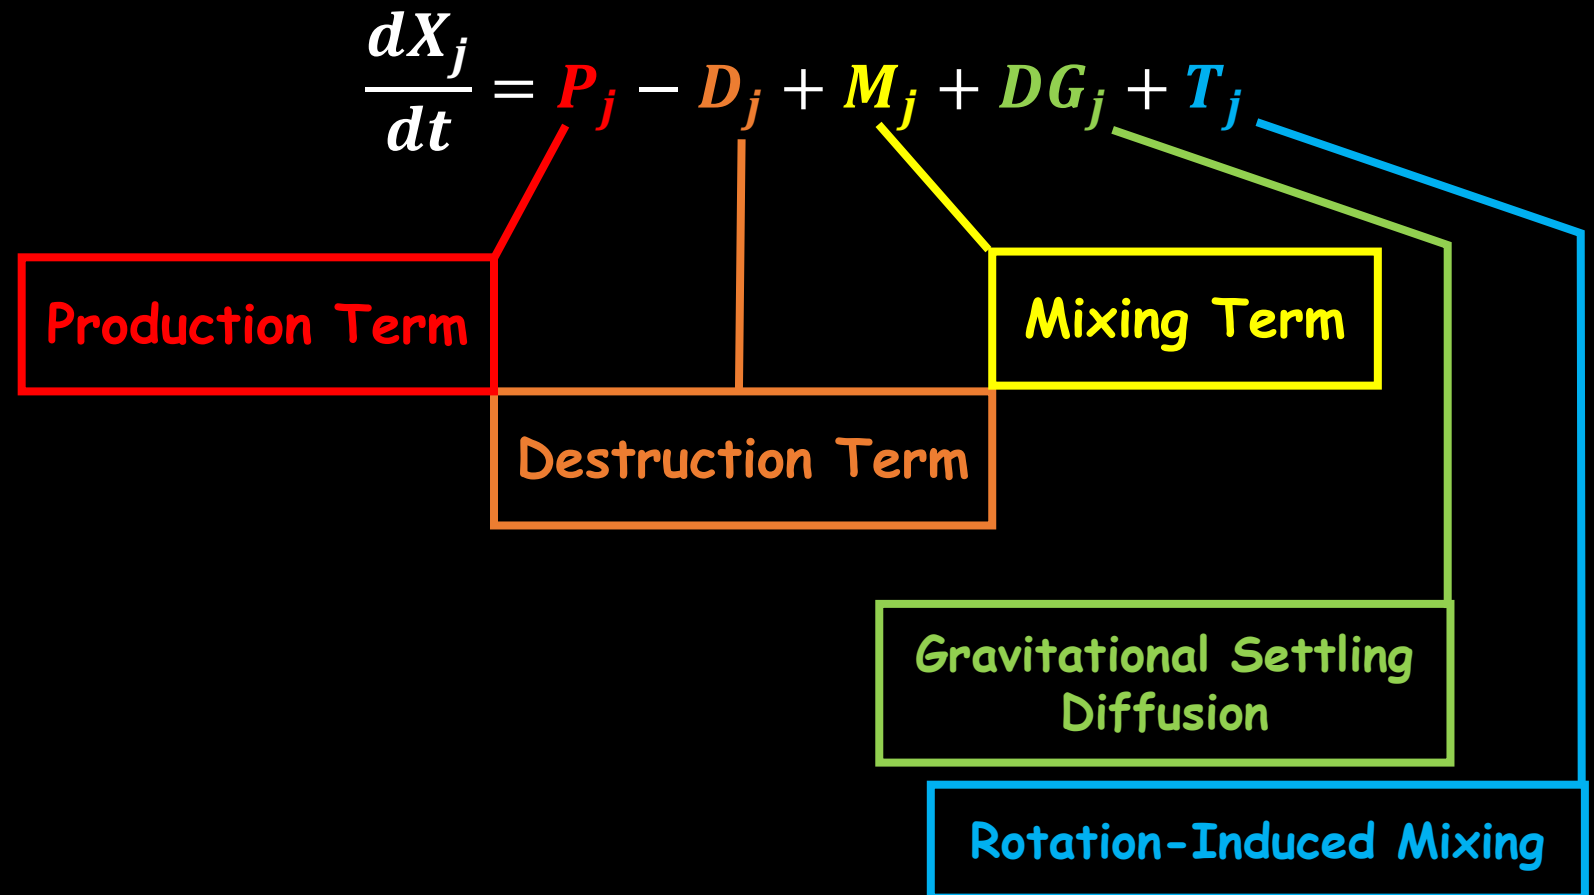 dX_j/dt = P_j − D_j + M_j + DG_j + T_j
Production Term
Mixing Term
Destruction Term
Gravitational Settling
Diffusion
Rotation-Induced Mixing